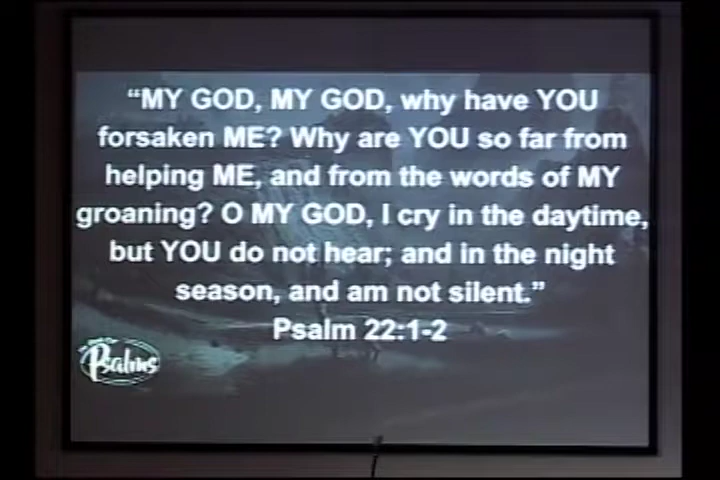 “MY GOD, MY GOD, why have YOU
forsaken ME? Why are YOU so far from
helping ME, and from the words of MY
groaning? O MY GOD, I cry in the daytime,
but YOU do not hear; and in the night
season, and am not silent.”
Psalm 22:1-2
Psalms